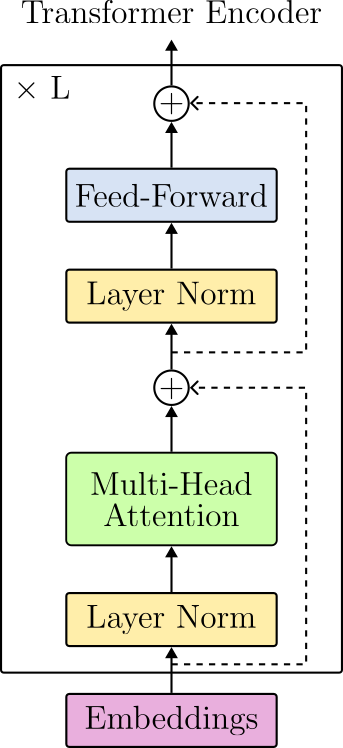 Transformer Encoder
× L
+
Feed-Forward
Layer Norm
+
Multi-Head
Attention
Layer Norm
Embeddings